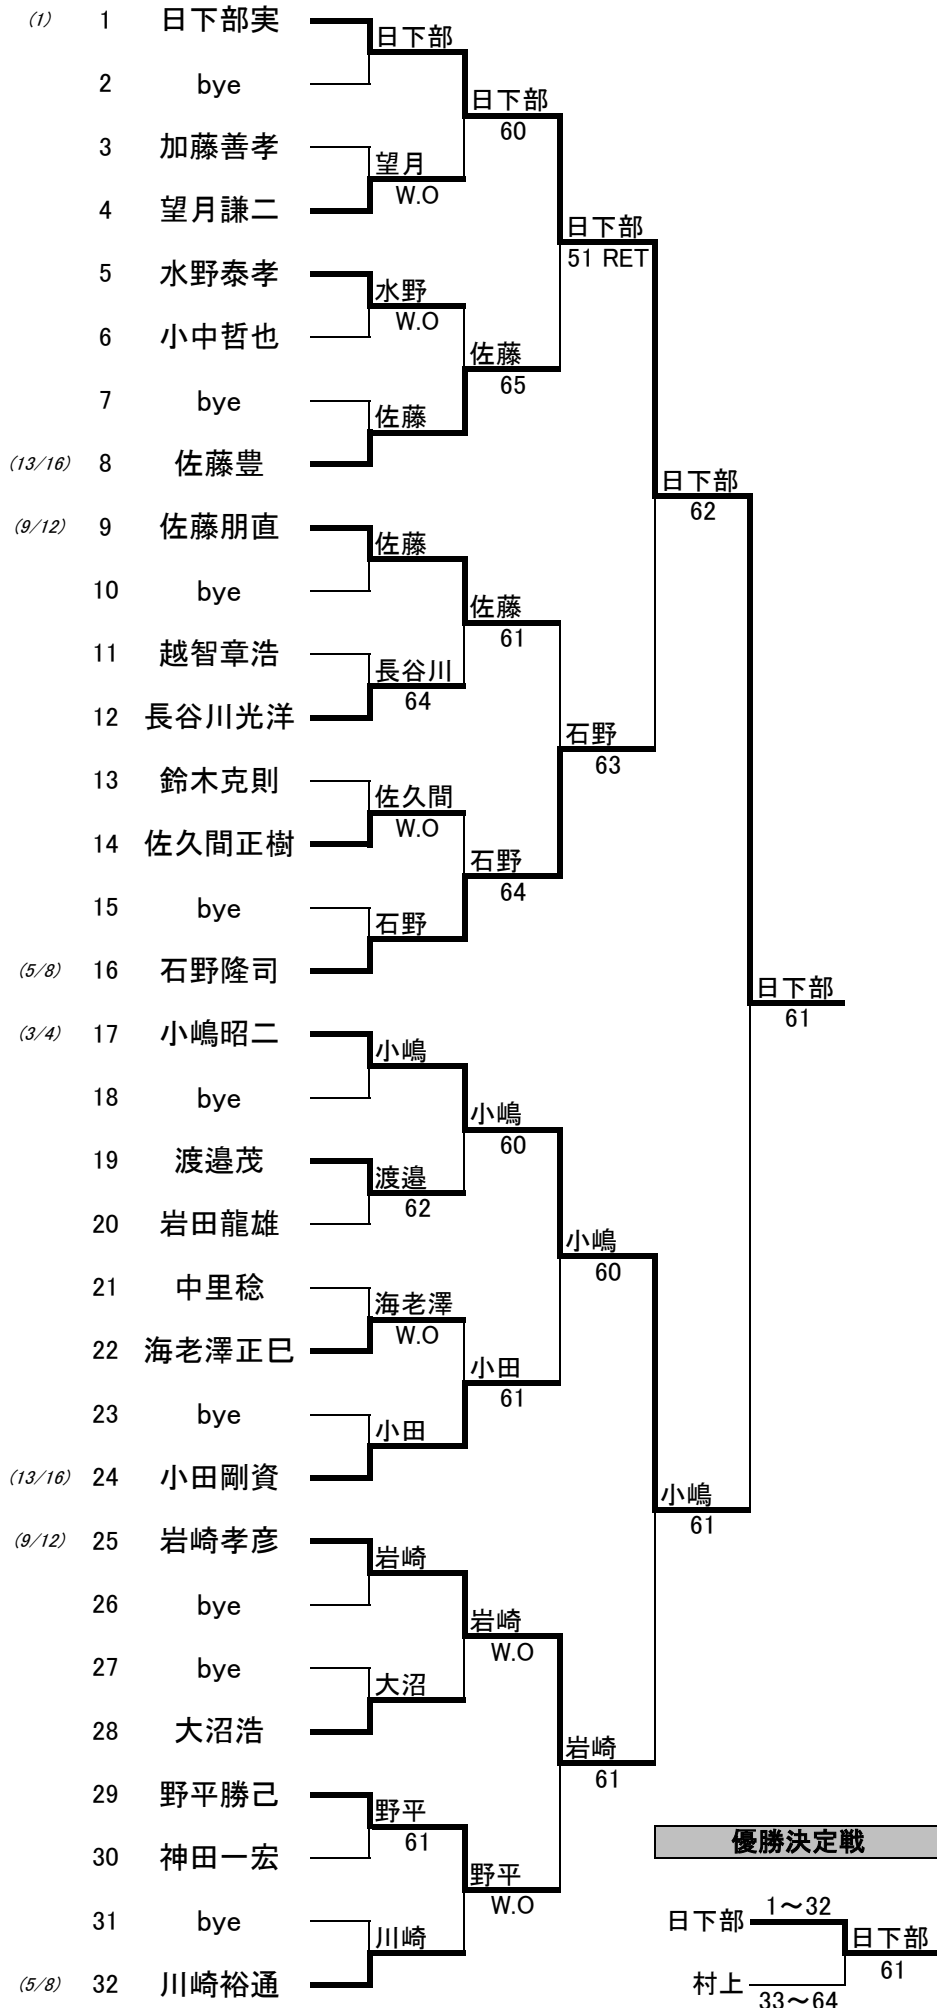 (1) 1 日下部実
日下部
2 bye
日下部
60
3 加藤善孝
望月
W.O
4 望月謙二
日下部
51 RET
5 水野泰孝
水野
W.O
6 小中哲也
佐藤
65
7 bye
佐藤
(13/16) 8 佐藤豊
日下部
62
(9/12) 9 佐藤朋直
佐藤
10 bye
佐藤
61
11 越智章浩
長谷川
64
12 長谷川光洋
石野
63
13 鈴木克則
佐久間
W.O
14 佐久間正樹
石野
64
15 bye
石野
(5/8) 16 石野隆司
日下部
61
(3/4) 17 小嶋昭二
小嶋
18 bye
小嶋
60
19 渡邉茂
渡邉
62
20 岩田龍雄
小嶋
60
21 中里稔
海老澤
W.O
22 海老澤正巳
小田
61
23 bye
小田
(13/16) 24 小田剛資
小嶋
61
(9/12) 25 岩崎孝彦
岩崎
26 bye
岩崎
W.O
27 bye
大沼
28 大沼浩
岩崎
61
29 野平勝己
野平
61
30 神田一宏
野平
W.O
31 bye
川崎
(5/8) 32 川崎裕通
優勝決定戦
日下部 1～32
日下部
61
村上
33～64